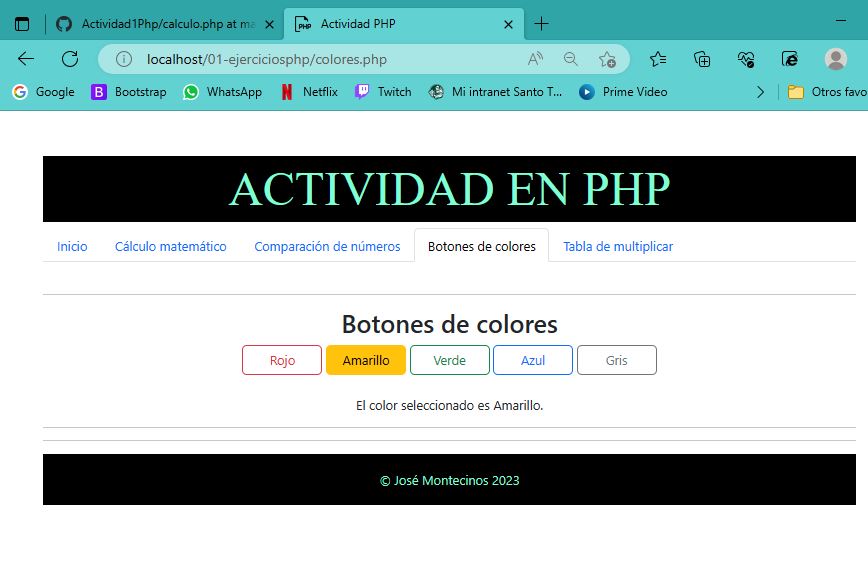 Actividad1Php/calculo.php at ma
PHP Actividad PHP
localhost/01-ejerciciosphp/colores.php
Google B Bootstrap WhatsApp N Netflix Twitch Mi intranet Santo T... Prime Video Otros favo
ACTIVIDAD EN PHP
Inicio Cálculo matemático Comparación de números Botones de colores Tabla de multiplicar
Botones de colores
Rojo Amarillo Verde Azul Gris
El color seleccionado es Amarillo.
© José Montecinos 2023